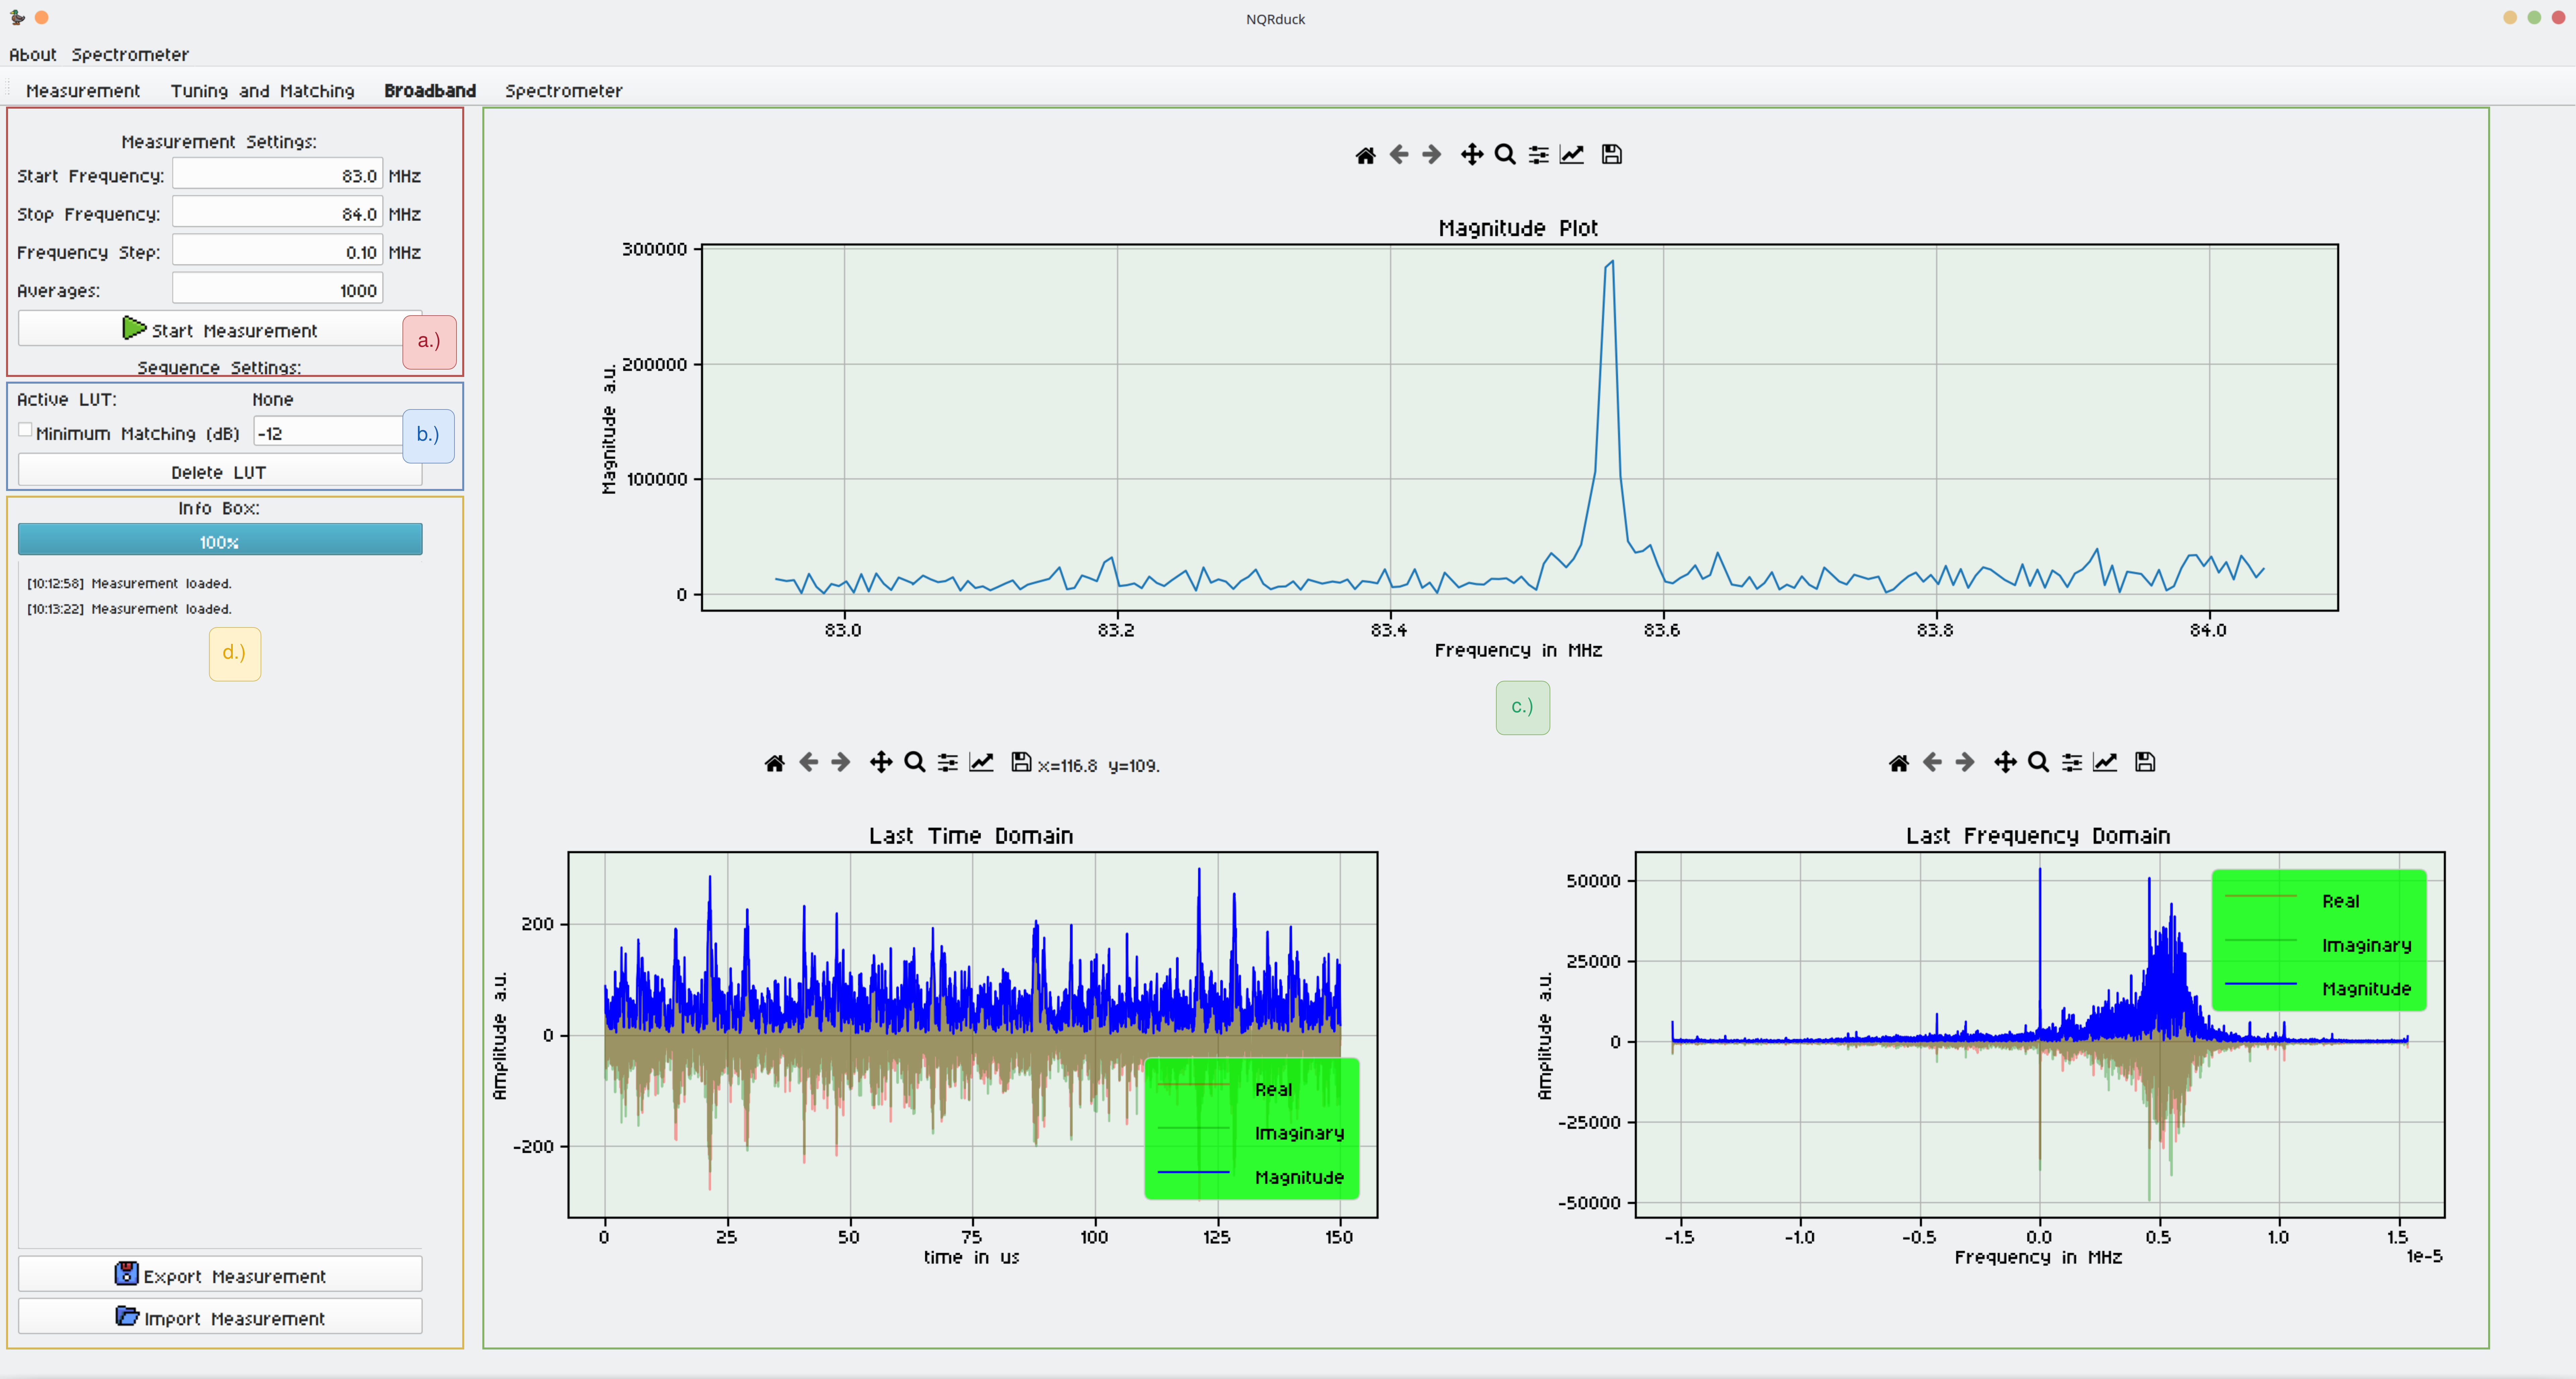 NQRduck
About Spectrometer
Measurement Tuning and Matching Broadband Spectrometer
Measurement Settings:
Start Frequency: 83.0 MHz
Stop Frequency: 84.0 MHz
Frequency Step: 0.10 MHz
Averages: 1000
Start Measurement
a.)
Sequence Settings:
Active LUT: None
Minimum Matching (dB) -12
b.)
Delete LUT
Info Box:
100%
[10:12:58] Measurement loaded.
[10:13:22] Measurement loaded.
d.)
Export Measurement
Import Measurement
Magnitude Plot
Magnitude a.u.
300000
200000
100000
0
83.0 83.2 83.4 83.6 83.8 84.0
Frequency in MHz
c.)
x=116.8 y=109.
Last Time Domain
Amplitude a.u.
200
0
-200
Real
Imaginary
Magnitude
0 25 50 75 100 125 150
time in us
Last Frequency Domain
Amplitude a.u.
50000
25000
0
-25000
-50000
Real
Imaginary
Magnitude
-1.5 -1.0 -0.5 0.0 0.5 1.0 1.5
1e-5
Frequency in MHz